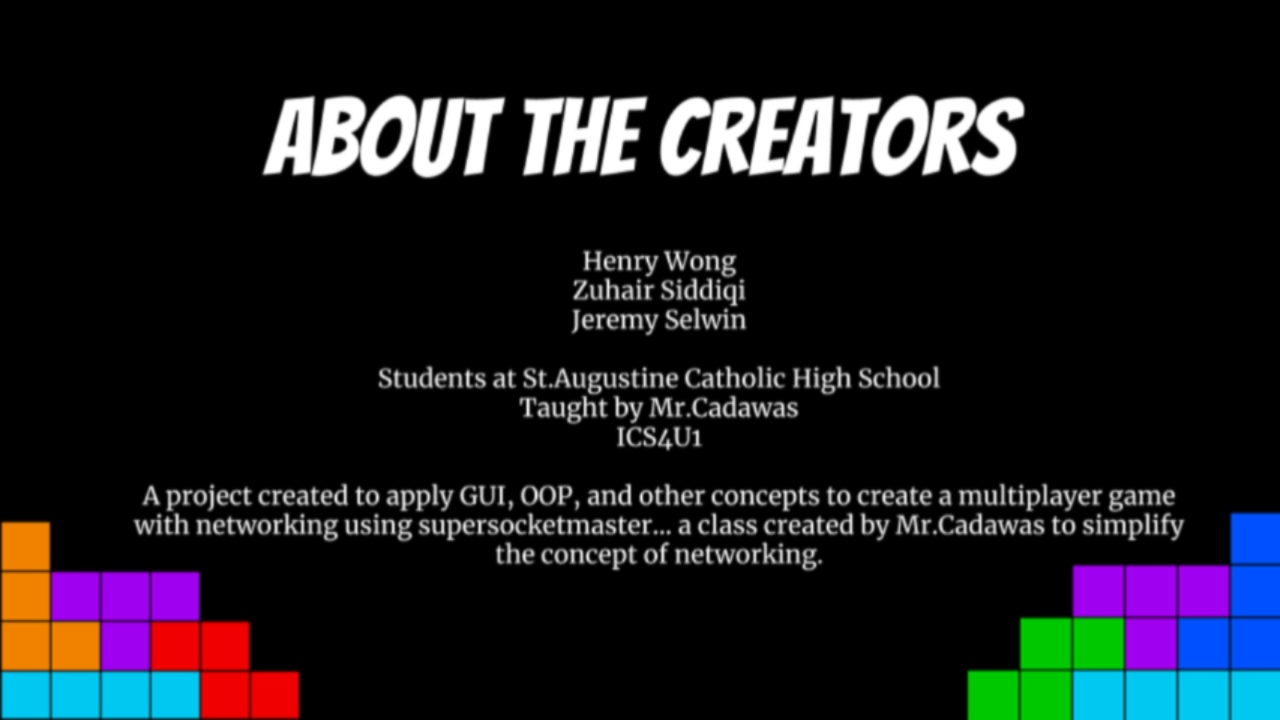 ABOUT THE CREATORS
Henry Wong
Zuhair Siddiqi
Jeremy Selwin
Students at St.Augustine Catholic High School
Taught by Mr.Cadawas
ICS4U1
A project created to apply GUI, OOP, and other concepts to create a multiplayer game
with networking using supersocketmaster... a class created by Mr.Cadawas to simplify
the concept of networking.